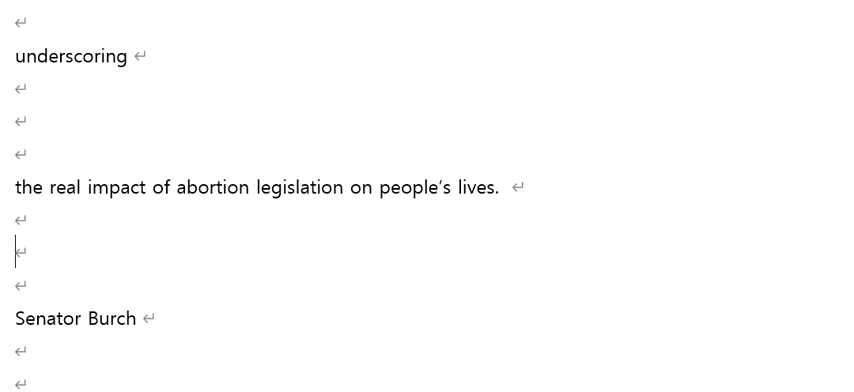 underscoring
the real impact of abortion legislation on people’s lives.
Senator Burch